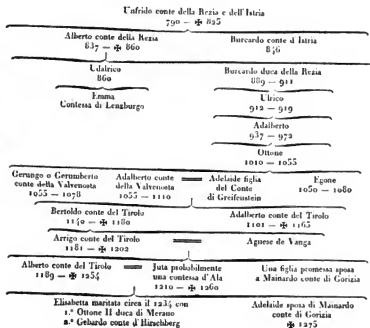 Unfrido conte della Rezia e dell'Istria
790 — ✠ 825
Alberto conte della Rezia
837 — ✠ 860
Burcardo conte d Istria
846
Udalrico
860
Burcardo duca della Rezia
889 — 911
Emma
Contessa di Lenzburgo
Ulrico
912 — 919
Adalberto
937 — 972
Ottone
1010 — 1055
Gerungo o Gerumberto
conte della Valvenosta
1055 — 1078
Adalberto conte
della Valvenosta
1055 — 1110
Adelaide figlia
del Conte
di Greifenstein
Egone
1050 — 1080
Bertoldo conte del Tirolo
1140 — ✠ 1180
Adalberto conte del Tirolo
1101 — ✠ 1165
Arrigo conte del Tirolo
1181 — ✠ 1202
Agnese de Vanga
Alberto conte del Tirolo
1189 — ✠ 1254
Juta probabilmente
una contessa d'Ala
1210 — ✠ 1260
Una figlia promessa sposa
a Mainardo conte di Gorizia
Elisabetta maritata circa il 1234 con
1.° Ottone II duca di Merano
2.° Gebardo conte d'Hirschberg
Adelaide sposa di Mainardo
conte di Gorizia
✠ 1275